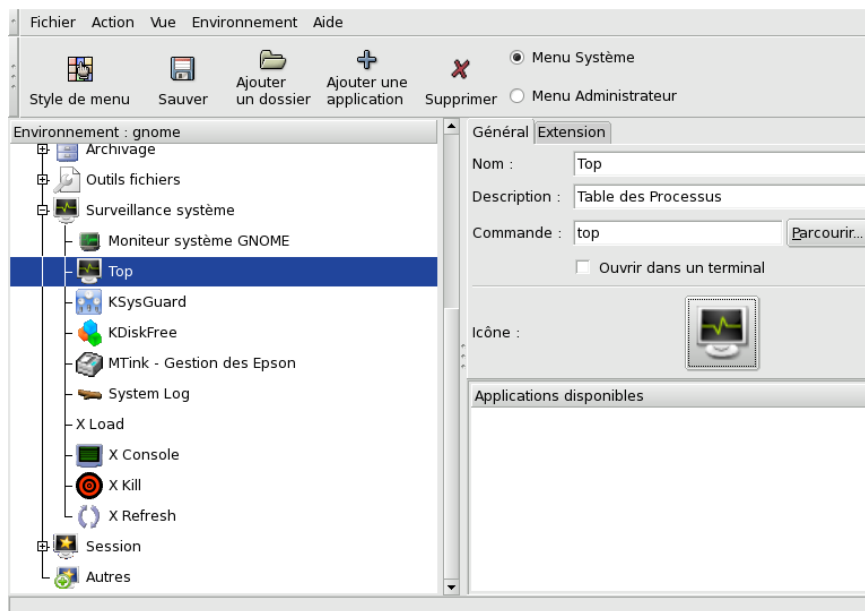 Fichier Action Vue Environnement Aide
Style de menu
Sauver
Ajouter
un dossier
Ajouter une
application
Supprimer
Menu Système
Menu Administrateur
Environnement : gnome
Archivage
Outils fichiers
Surveillance système
Moniteur système GNOME
Top
KSysGuard
KDiskFree
MTink - Gestion des Epson
System Log
X Load
X Console
X Kill
X Refresh
Session
Autres
Général Extension
Nom : Top
Description : Table des Processus
Commande : top Parcourir...
Ouvrir dans un terminal
Icône :
Applications disponibles